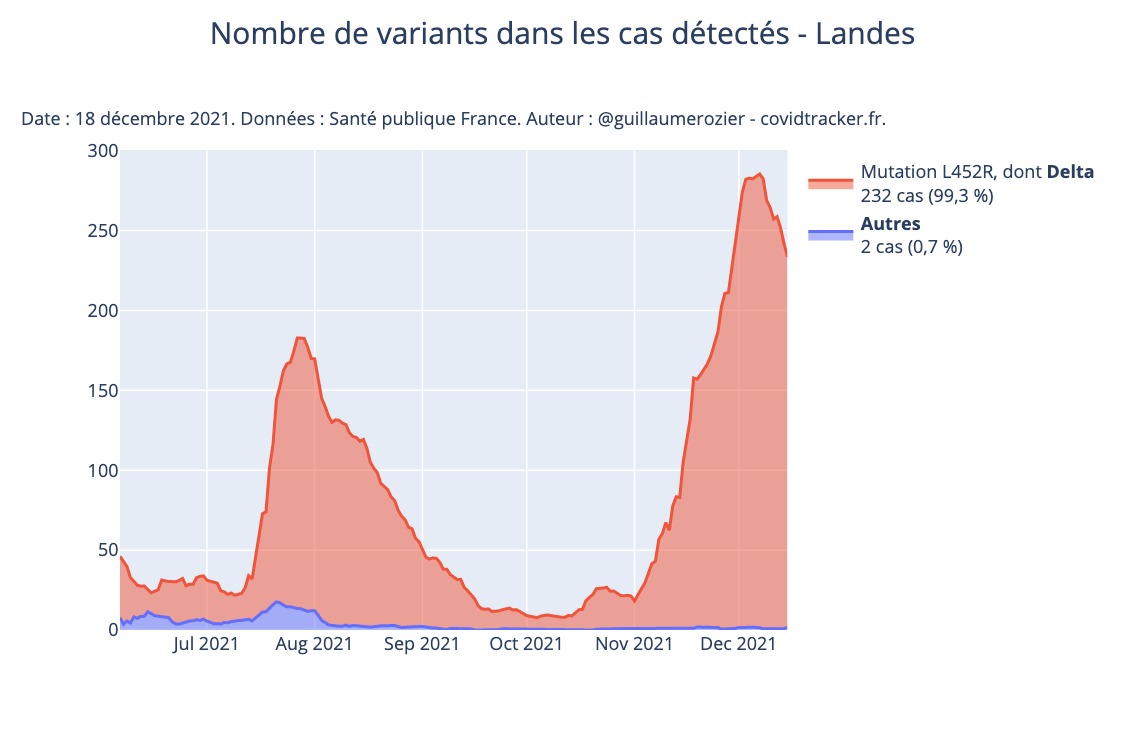 Nombre de variants dans les cas détectés - Landes
Date : 18 décembre 2021. Données : Santé publique France. Auteur : @guillaumerozier - covidtracker.fr.
300
250
200
150
100
50
0
Jul 2021
Aug 2021
Sep 2021
Oct 2021
Nov 2021
Dec 2021
Mutation L452R, dont Delta
232 cas (99,3 %)
Autres
2 cas (0,7 %)